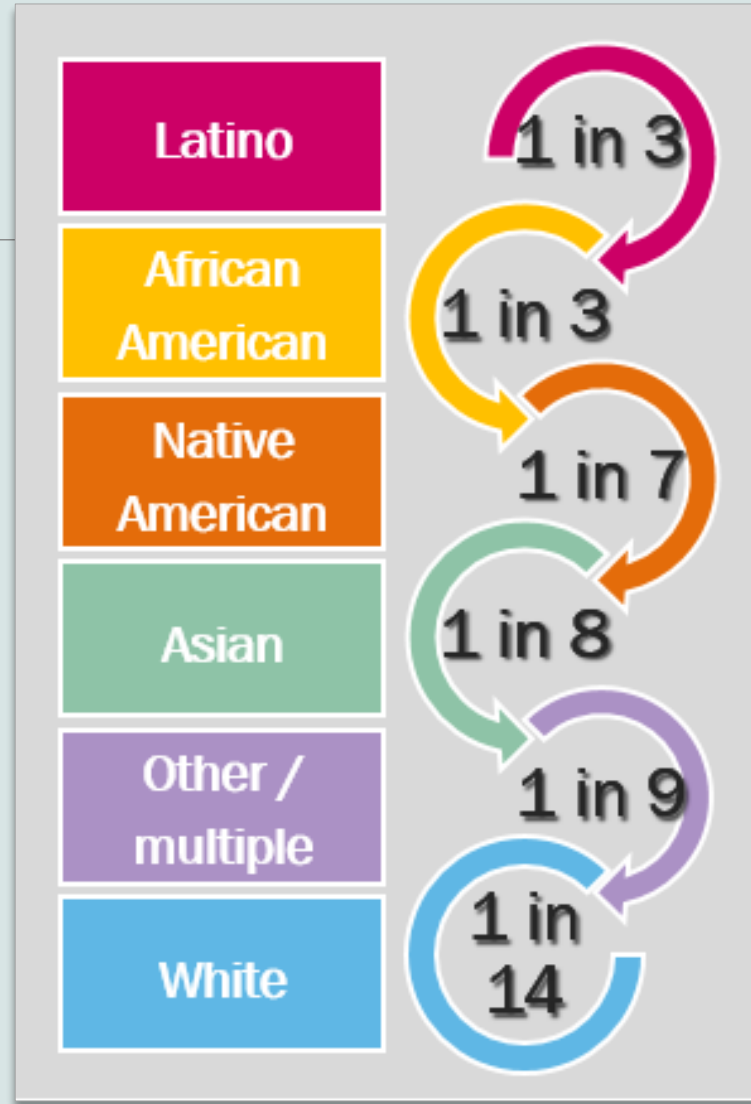 Latino
1 in 3
African
American
1 in 3
Native
American
1 in 7
Asian
1 in 8
Other /
multiple
1 in 9
White
1 in
14